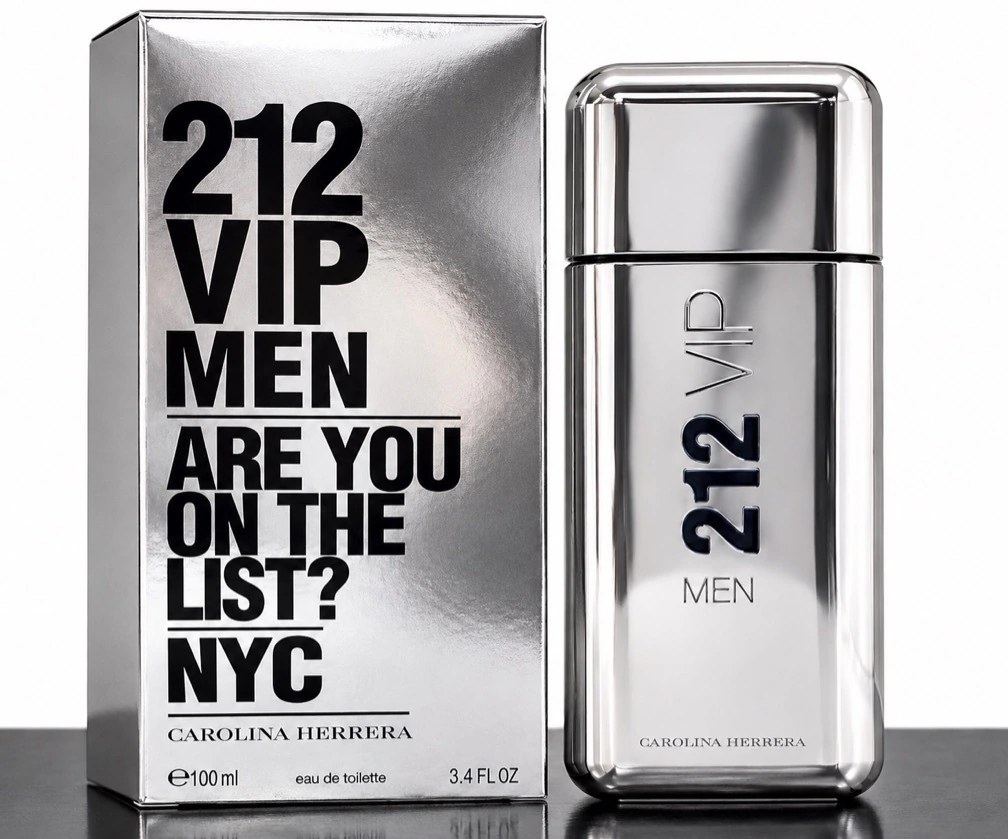 212
VIP
MEN
ARE YOU
ON THE
LIST?
NYC
CAROLINA HERRERA
℮100 ml eau de toilette 3.4 FL OZ
212 VIP
MEN
CAROLINA HERRERA